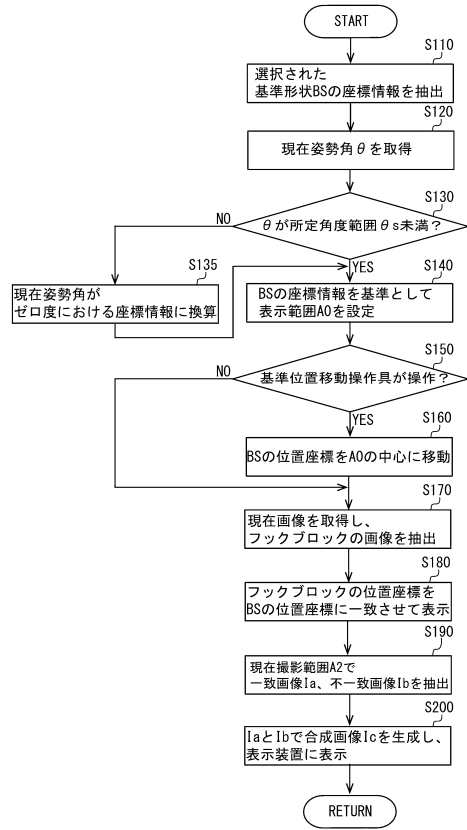 START
S110
選択された
基準形状BSの座標情報を抽出
S120
現在姿勢角θを取得
S130
θが所定角度範囲θs未満？
NO
YES
S135
現在姿勢角が
ゼロ度における座標情報に換算
S140
BSの座標情報を基準として
表示範囲A0を設定
S150
基準位置移動操作具が操作？
NO
YES
S160
BSの位置座標をA0の中心に移動
S170
現在画像を取得し、
フックブロックの画像を抽出
S180
フックブロックの位置座標を
BSの位置座標に一致させて表示
S190
現在撮影範囲A2で
一致画像Ia、不一致画像Ibを抽出
S200
IaとIbで合成画像Icを生成し、
表示装置に表示
RETURN